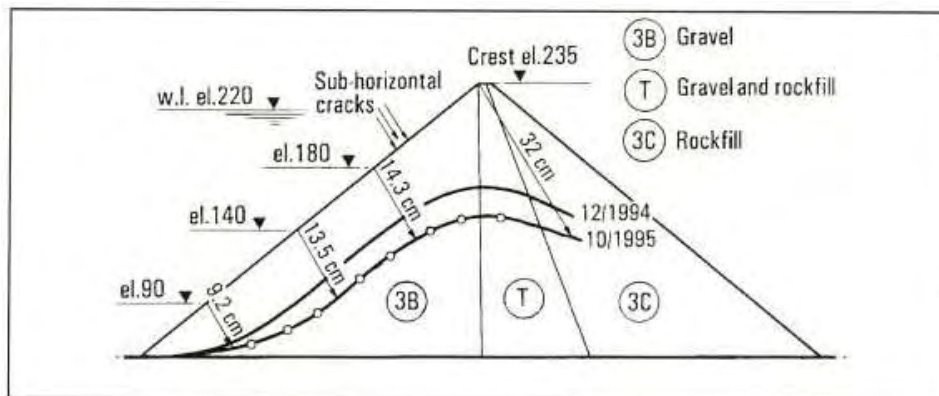 Crest el.235
3B Gravel
T Gravel and rockfill
3C Rockfill
Sub-horizontal
cracks
w.l. el.220
el.180
el.140
el.90
14.3 cm
13.5 cm
9.2 cm
32 cm
12/1994
10/1995
3B
T
3C